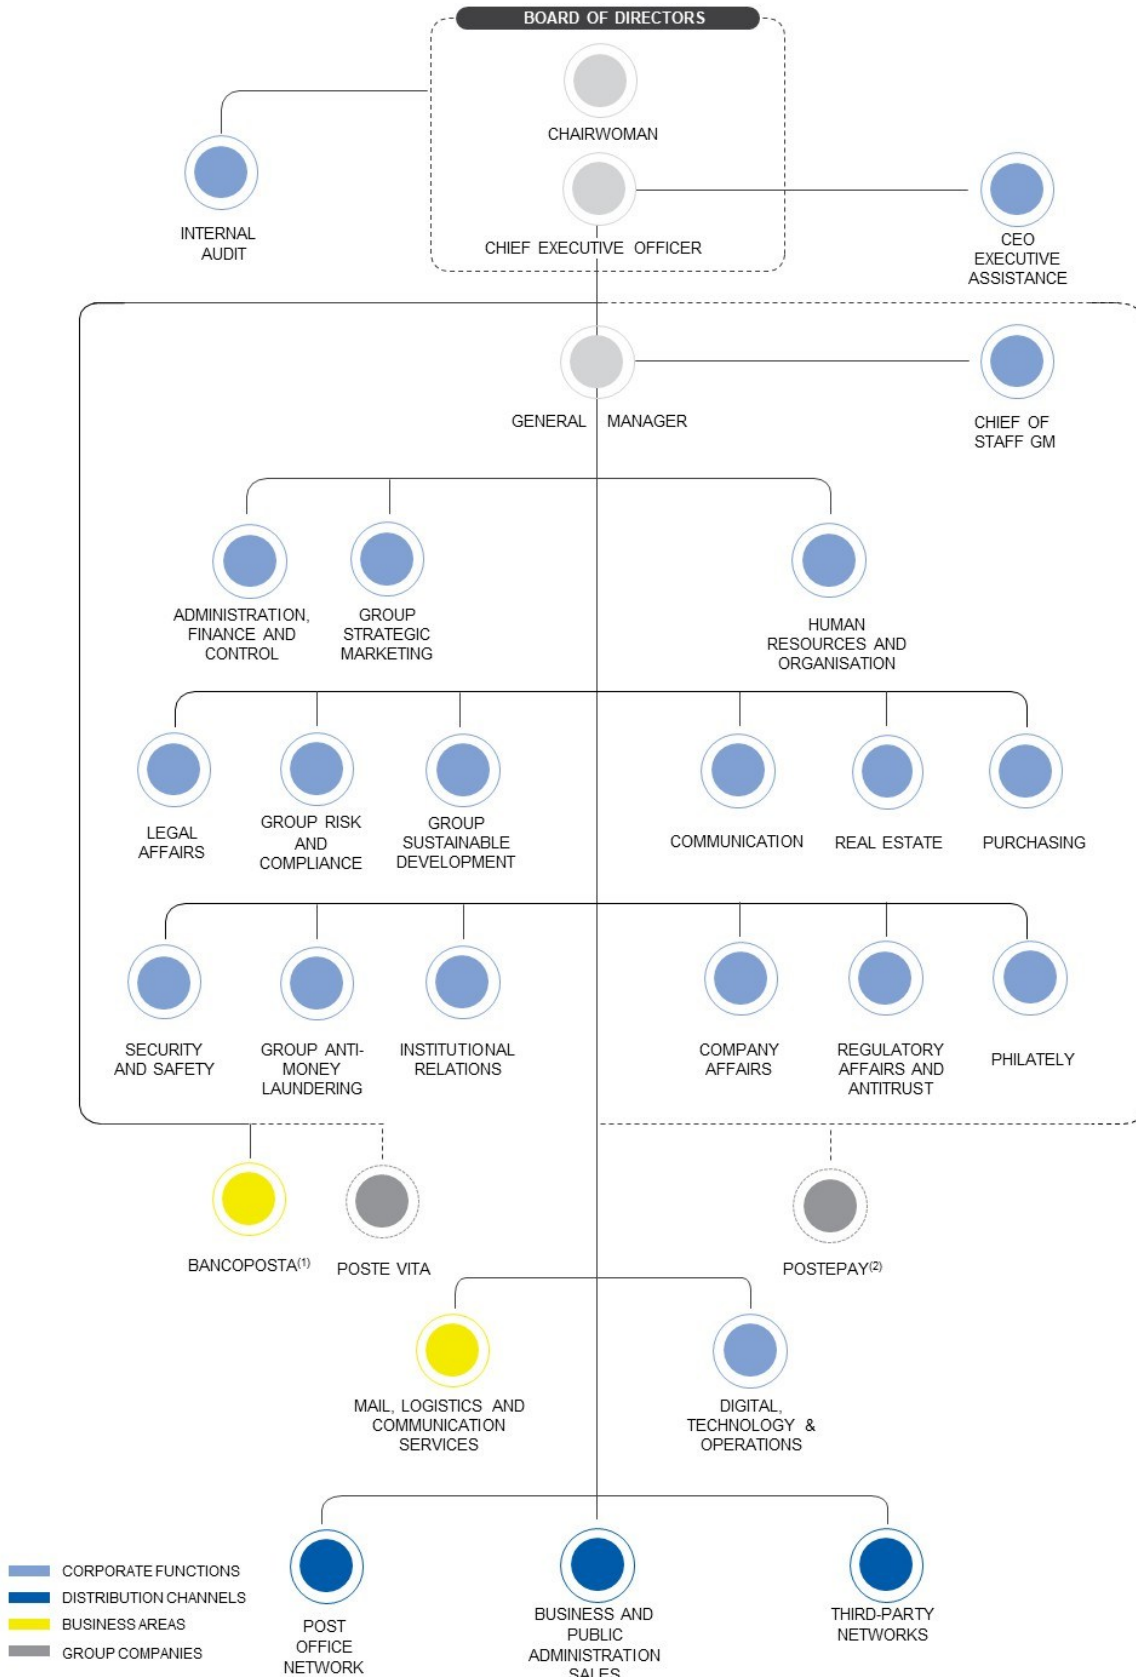 BOARD OF DIRECTORS
CHAIRWOMAN
INTERNAL
AUDIT
CHIEF EXECUTIVE OFFICER
CEO
EXECUTIVE
ASSISTANCE
GENERAL MANAGER
CHIEF OF
STAFF GM
ADMINISTRATION,
FINANCE AND
CONTROL
GROUP
STRATEGIC
MARKETING
HUMAN
RESOURCES AND
ORGANISATION
LEGAL
AFFAIRS
GROUP RISK
AND
COMPLIANCE
GROUP
SUSTAINABLE
DEVELOPMENT
COMMUNICATION
REAL ESTATE
PURCHASING
SECURITY
AND SAFETY
GROUP ANTI-
MONEY
LAUNDERING
INSTITUTIONAL
RELATIONS
COMPANY
AFFAIRS
REGULATORY
AFFAIRS AND
ANTITRUST
PHILATELY
BANCOPOSTA(1)
POSTE VITA
POSTEPAY(2)
MAIL, LOGISTICS AND
COMMUNICATION
SERVICES
DIGITAL,
TECHNOLOGY &
OPERATIONS
CORPORATE FUNCTIONS
DISTRIBUTION CHANNELS
BUSINESS AREAS
GROUP COMPANIES
POST
OFFICE
NETWORK
BUSINESS AND
PUBLIC
ADMINISTRATION
SALES
THIRD-PARTY
NETWORKS